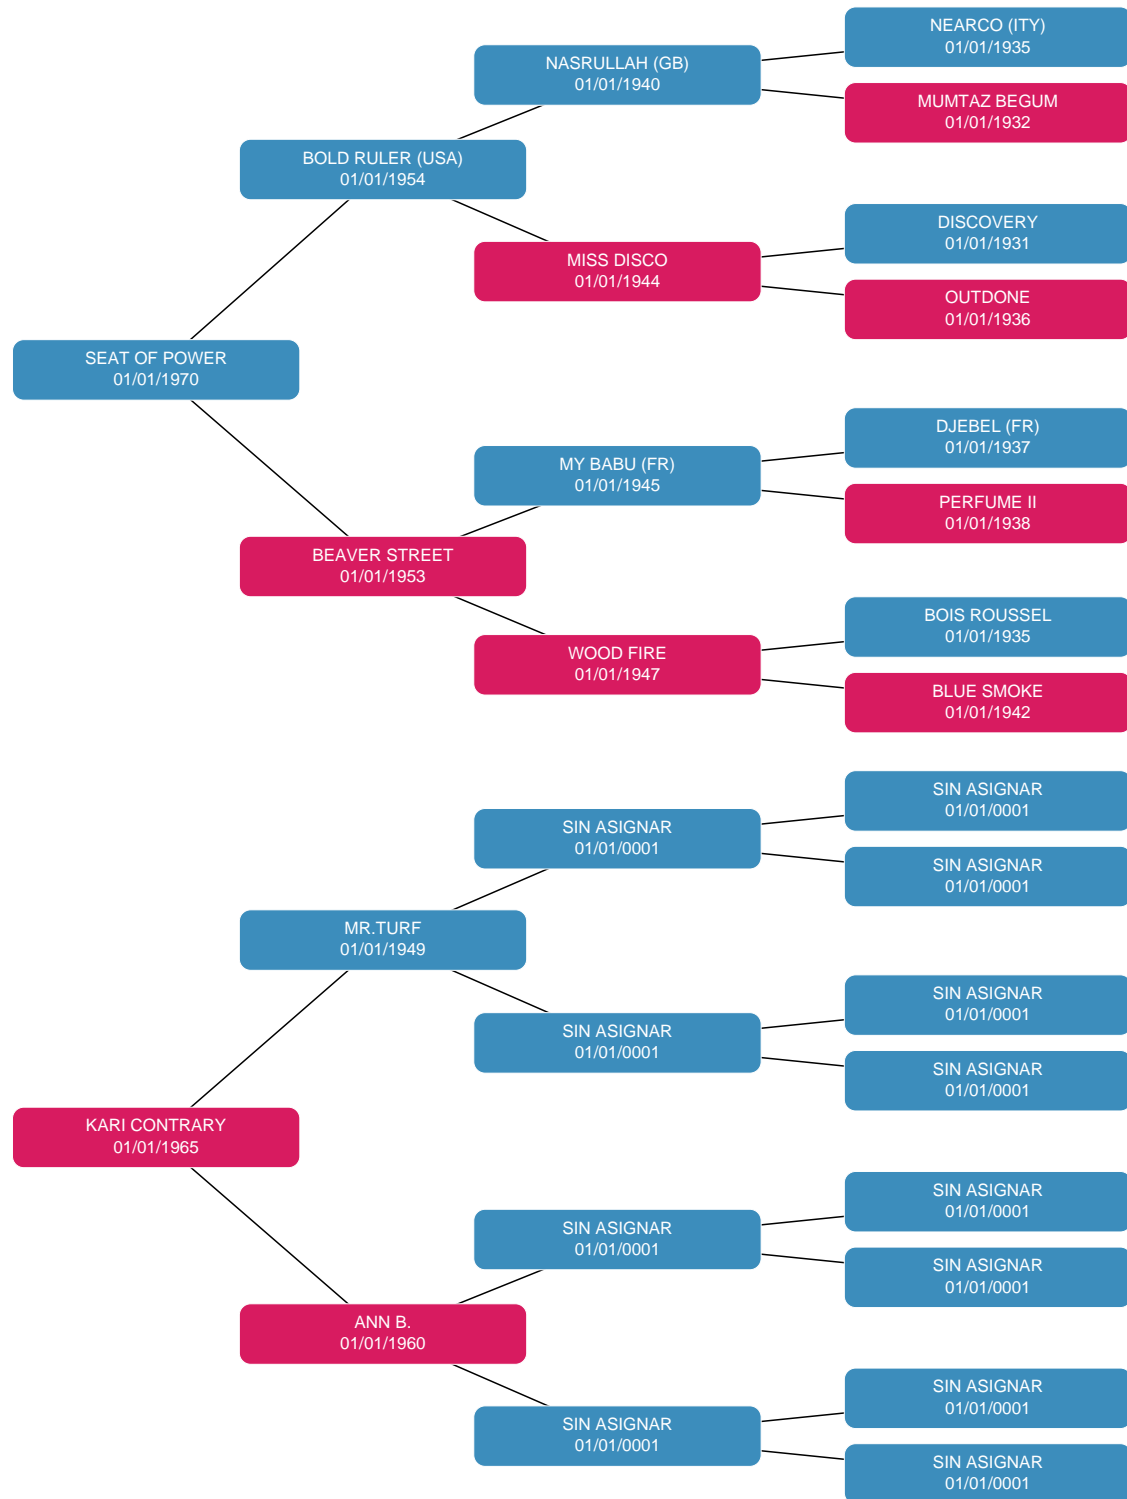 NEARCO (ITY)
01/01/1935
NASRULLAH (GB)
01/01/1940
MUMTAZ BEGUM
01/01/1932
BOLD RULER (USA)
01/01/1954
DISCOVERY
01/01/1931
MISS DISCO
01/01/1944
OUTDONE
01/01/1936
SEAT OF POWER
01/01/1970
DJEBEL (FR)
01/01/1937
MY BABU (FR)
01/01/1945
PERFUME II
01/01/1938
BEAVER STREET
01/01/1953
BOIS ROUSSEL
01/01/1935
WOOD FIRE
01/01/1947
BLUE SMOKE
01/01/1942
SIN ASIGNAR
01/01/0001
SIN ASIGNAR
01/01/0001
SIN ASIGNAR
01/01/0001
MR.TURF
01/01/1949
SIN ASIGNAR
01/01/0001
SIN ASIGNAR
01/01/0001
SIN ASIGNAR
01/01/0001
KARI CONTRARY
01/01/1965
SIN ASIGNAR
01/01/0001
SIN ASIGNAR
01/01/0001
SIN ASIGNAR
01/01/0001
ANN B.
01/01/1960
SIN ASIGNAR
01/01/0001
SIN ASIGNAR
01/01/0001
SIN ASIGNAR
01/01/0001